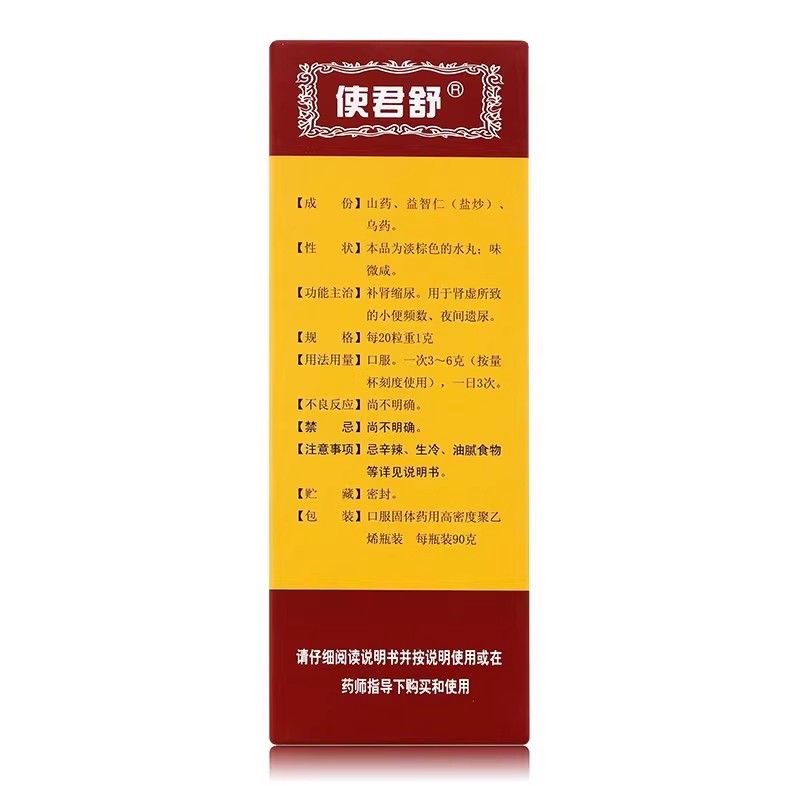 使君舒®
【成　份】山药、益智仁（盐炒）、
乌药。
【性　状】本品为淡棕色的水丸；味
微咸。
【功能主治】补肾缩尿。用于肾虚所致
的小便频数、夜间遗尿。
【规　格】每20粒重1克
【用法用量】口服。一次3～6克（按量
杯刻度使用），一日3次。
【不良反应】尚不明确。
【禁　忌】尚不明确。
【注意事项】忌辛辣、生冷、油腻食物
等详见说明书。
【贮　藏】密封。
【包　装】口服固体药用高密度聚乙
烯瓶装　每瓶装90克
请仔细阅读说明书并按说明使用或在
药师指导下购买和使用